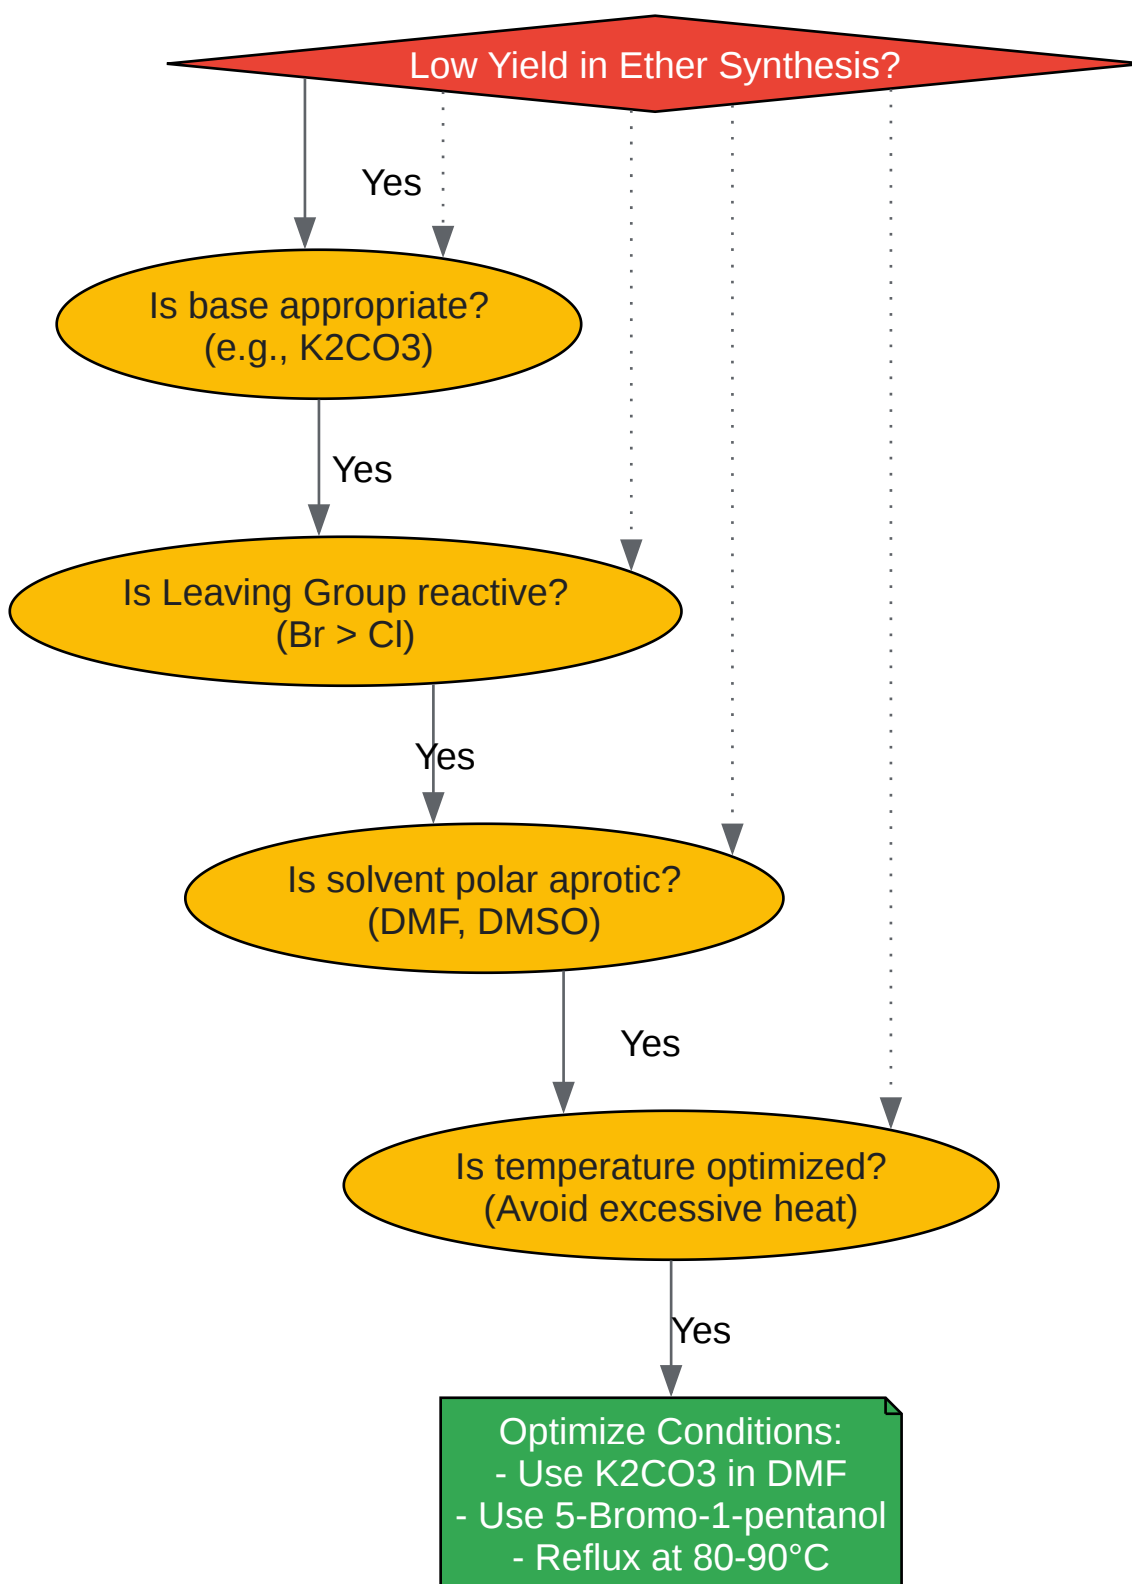 Low Yield in Ether Synthesis?
Yes
Is base appropriate?
(e.g., K2CO3)
Yes
Is Leaving Group reactive?
(Br > Cl)
Yes
Is solvent polar aprotic?
(DMF, DMSO)
Yes
Is temperature optimized?
(Avoid excessive heat)
Yes
Optimize Conditions:
- Use K2CO3 in DMF
- Use 5-Bromo-1-pentanol
- Reflux at 80-90°C